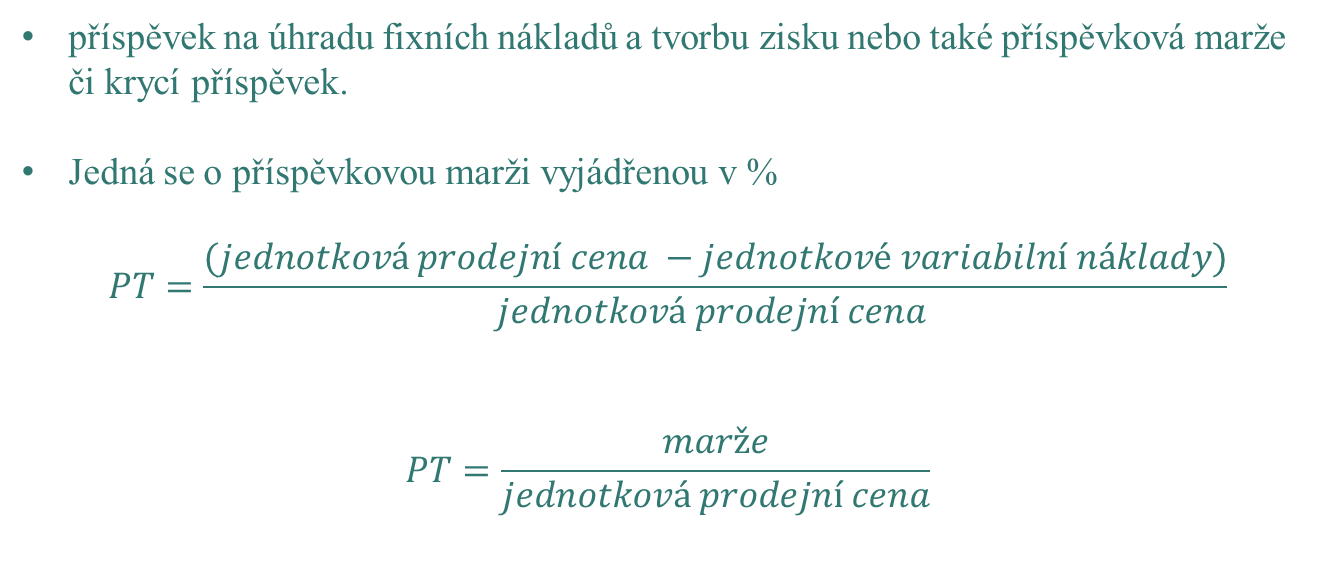 • příspěvek na úhradu fixních nákladů a tvorbu zisku nebo také příspěvková marže
či krycí příspěvek.
• Jedná se o příspěvkovou marži vyjádřenou v %
(jednotková prodejní cena − jednotkové variabilní náklady)
PT =
jednotková prodejní cena
marže
PT =
jednotková prodejní cena